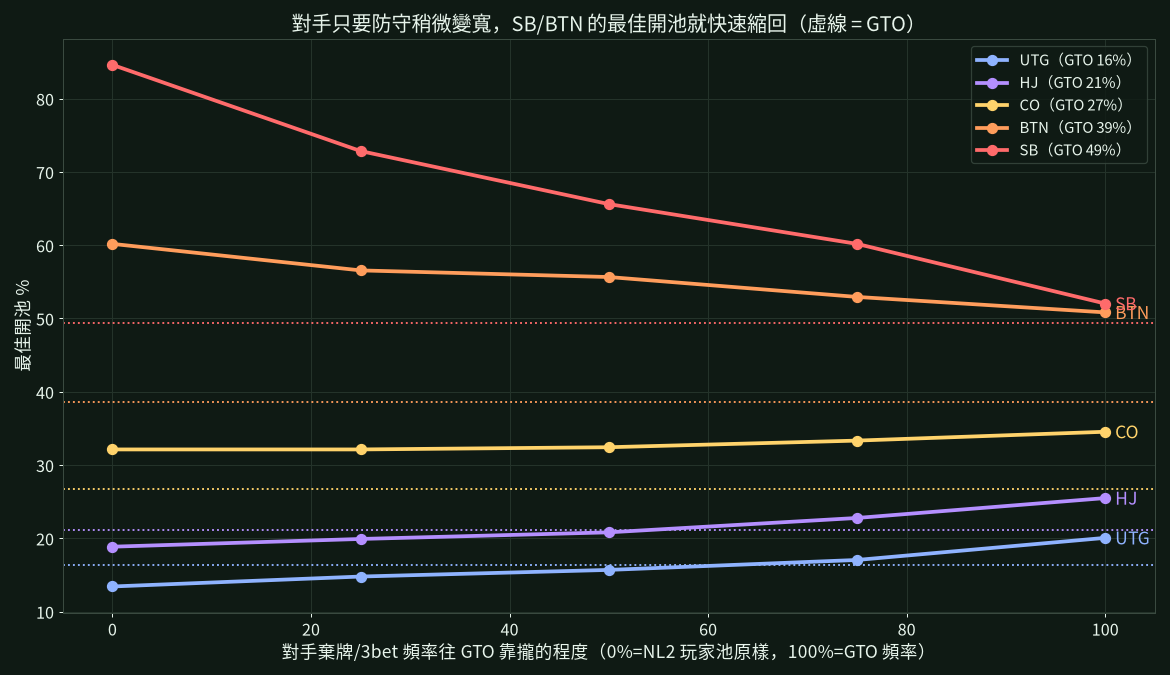 對手只要防守稍微變寬，SB/BTN 的最佳開池就快速縮回（虛線 = GTO）
UTG（GTO 16%）
HJ（GTO 21%）
CO（GTO 27%）
BTN（GTO 39%）
SB（GTO 49%）
最佳開池 %
80
70
60
50
40
30
20
10
SB
BTN
CO
HJ
UTG
0
20
40
60
80
100
對手棄牌/3bet 頻率往 GTO 靠攏的程度（0%=NL2 玩家池原樣，100%=GTO 頻率）